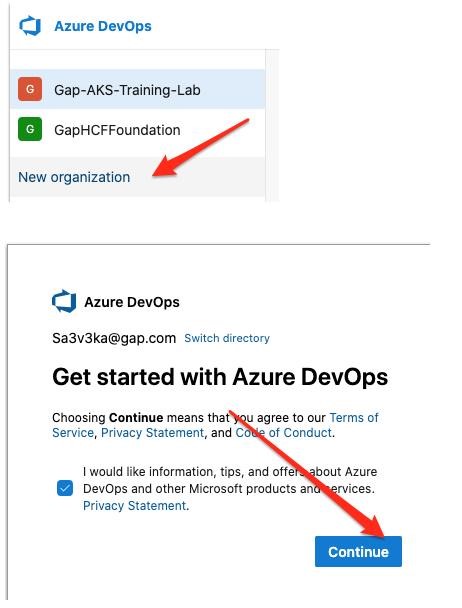 Azure DevOps
G Gap-AKS-Training-Lab
G GapHCFFoundation
New organization
Azure DevOps
Sa3v3ka@gap.com Switch directory
Get started with Azure DevOps
Choosing Continue means that you agree to our Terms of
Service, Privacy Statement, and Code of Conduct.
I would like information, tips, and offers about Azure
DevOps and other Microsoft products and services.
Privacy Statement.
Continue